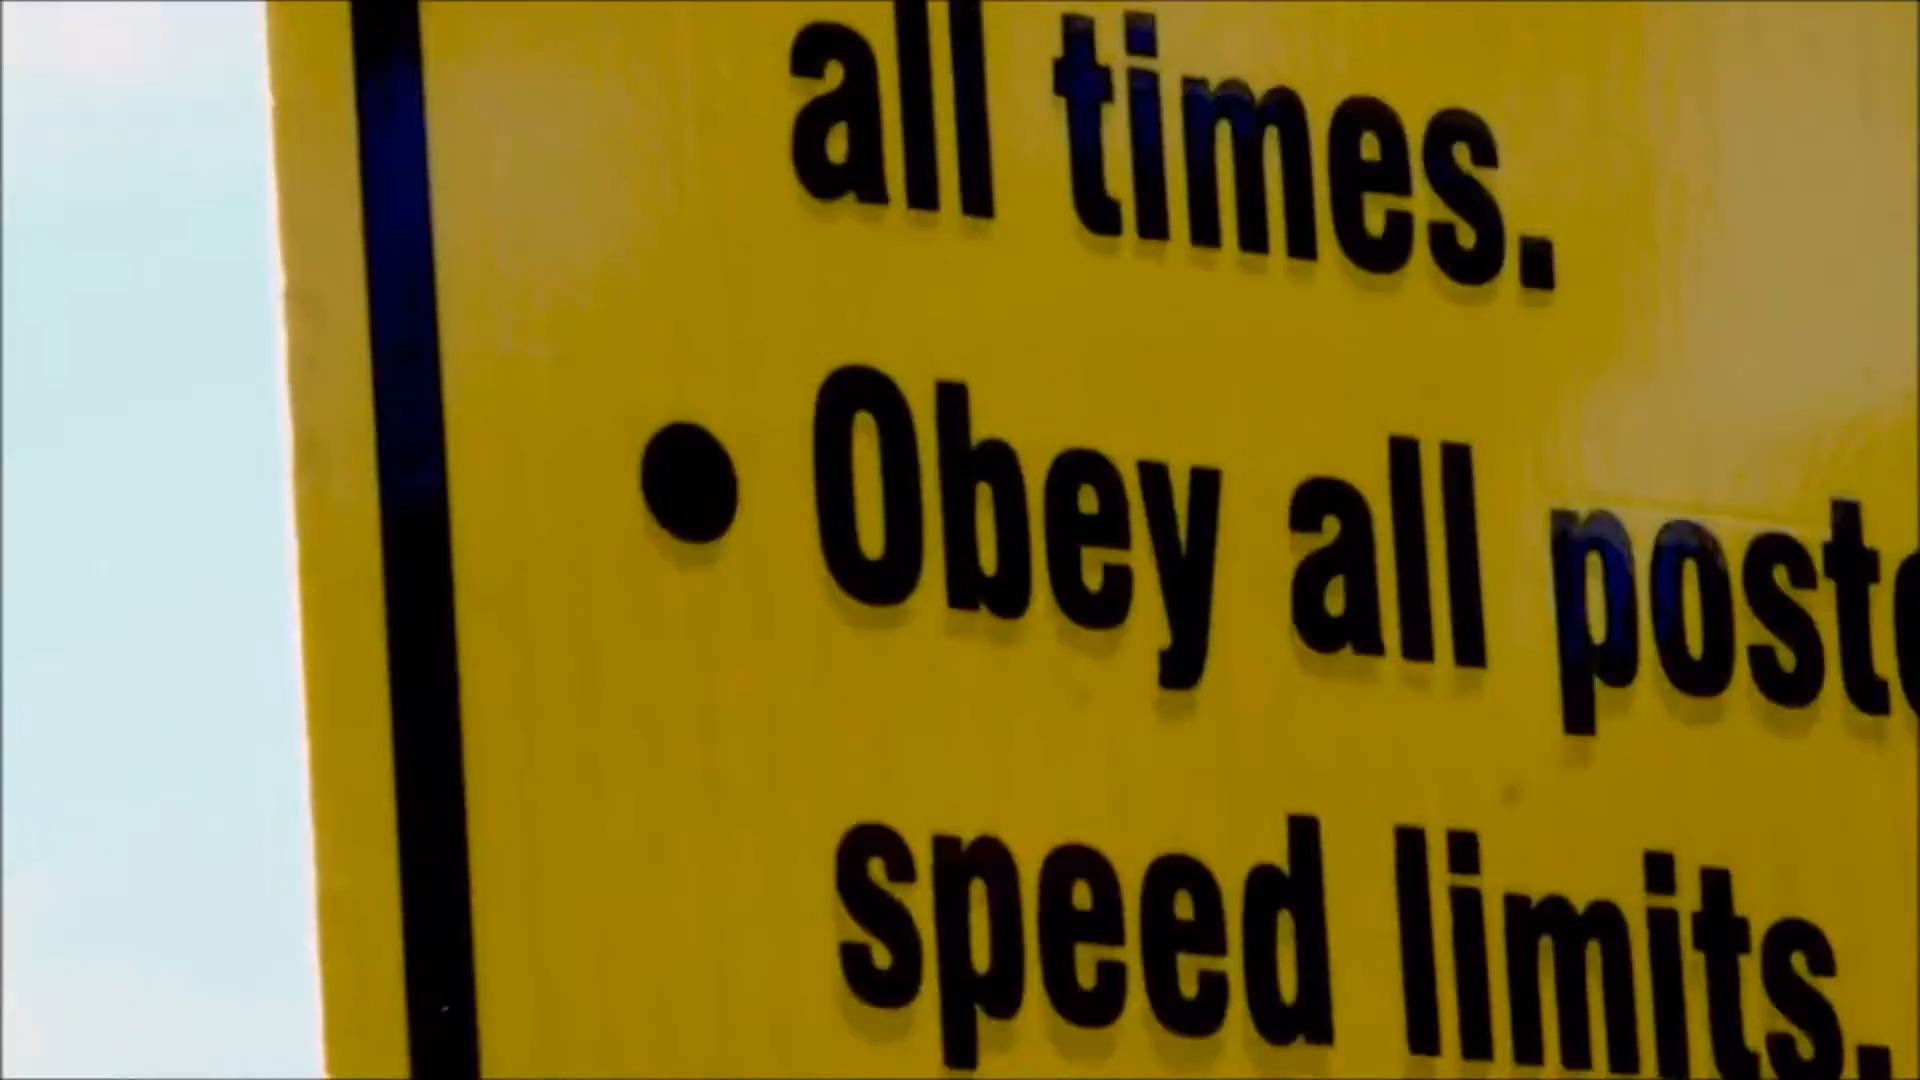 all times.
• Obey all poste
speed limits.